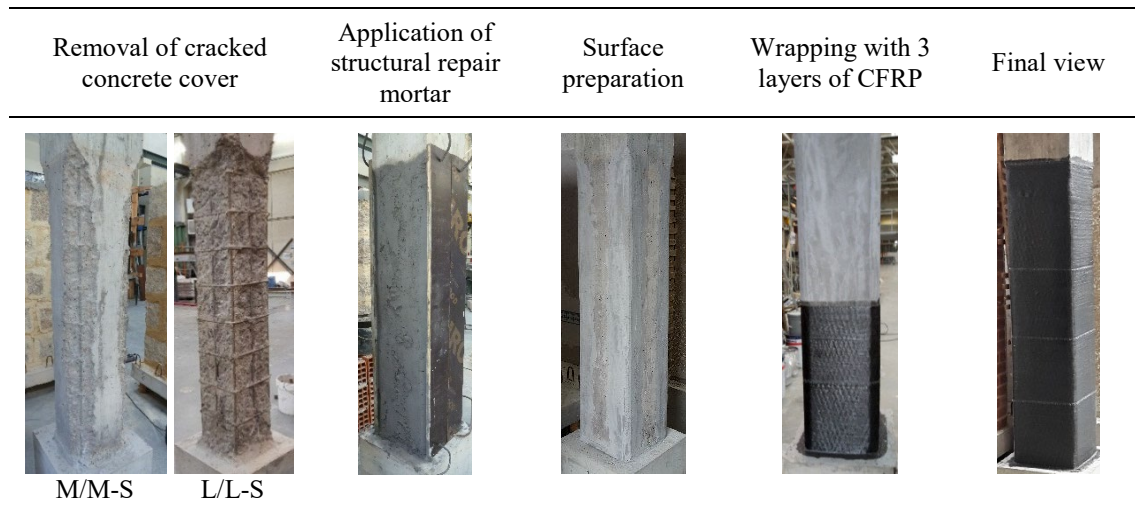 Removal of cracked
concrete cover
Application of
structural repair
mortar
Surface
preparation
Wrapping with 3
layers of CFRP
Final view
M/M-S
L/L-S